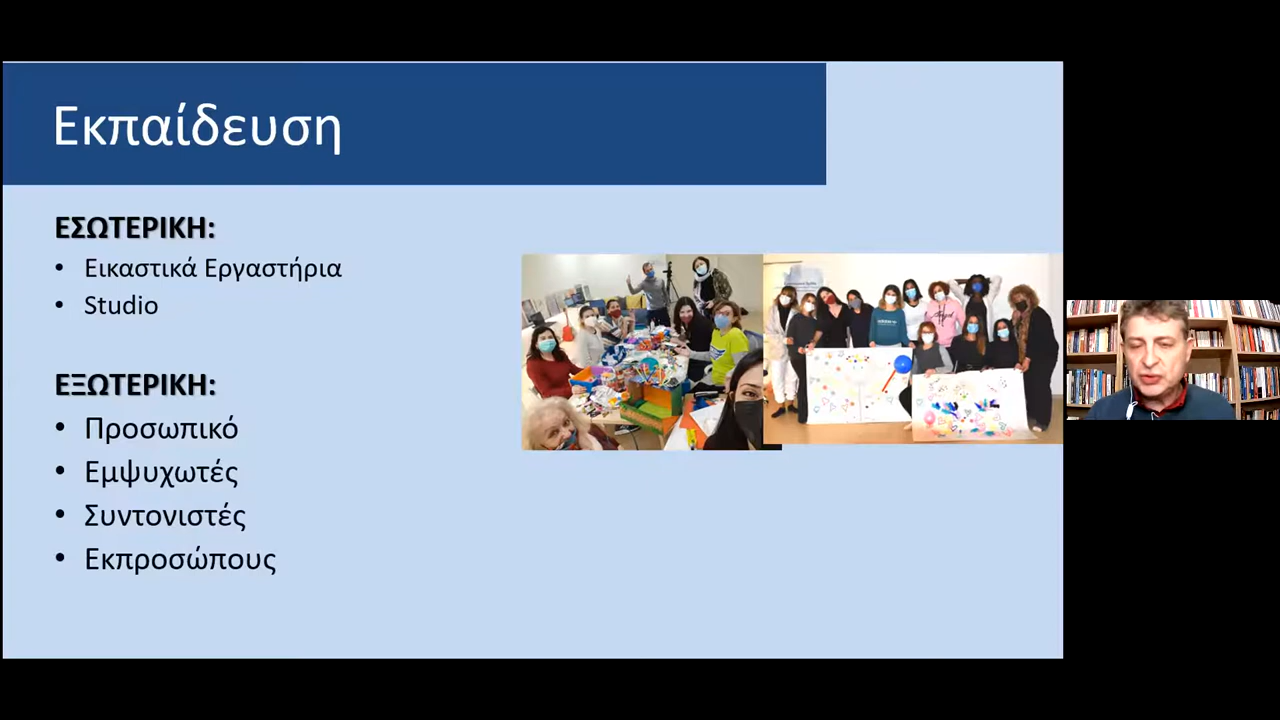 Εκπαίδευση
ΕΣΩΤΕΡΙΚΗ:
• Εικαστικά Εργαστήρια
• Studio
ΕΞΩΤΕΡΙΚΗ:
• Προσωπικό
• Εμψυχωτές
• Συντονιστές
• Εκπροσώπους